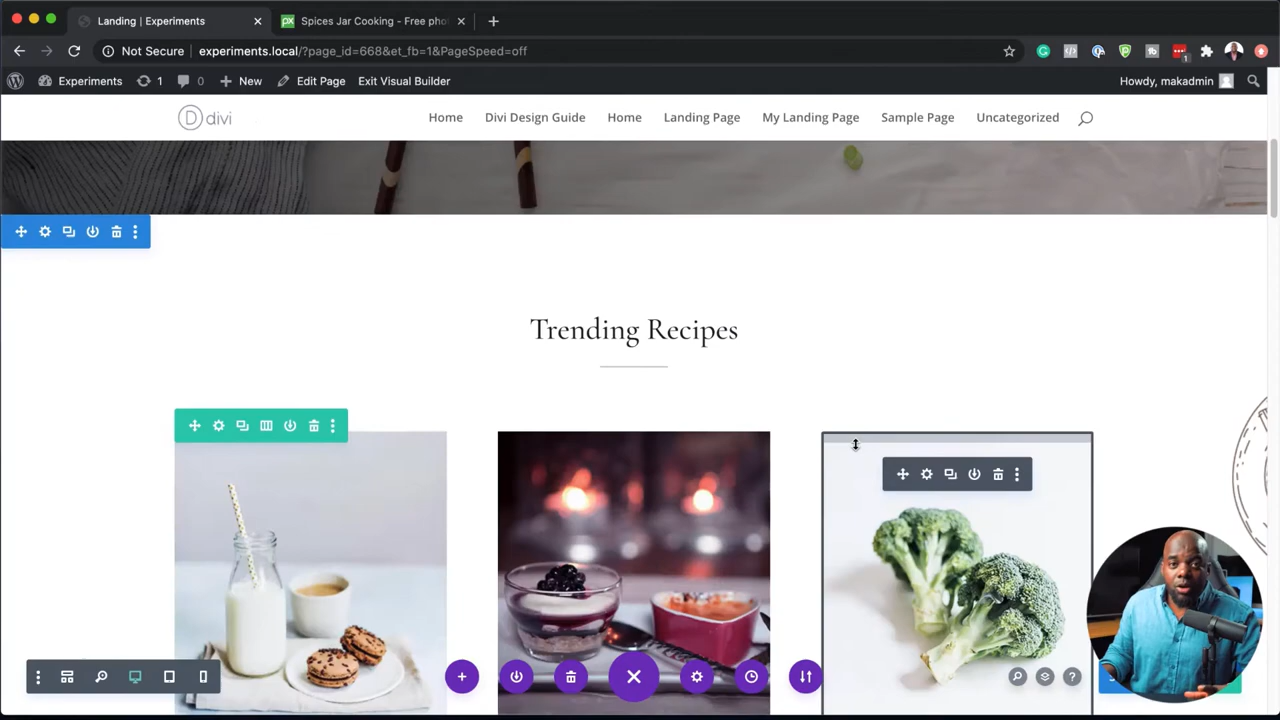 Landing | Experiments
Spices Jar Cooking - Free pho
Not Secure experiments.local/?page_id=668&et_fb=1&PageSpeed=off
Experiments 1 0 New Edit Page Exit Visual Builder Howdy, makadmin
divi Home Divi Design Guide Home Landing Page My Landing Page Sample Page Uncategorized
Trending Recipes